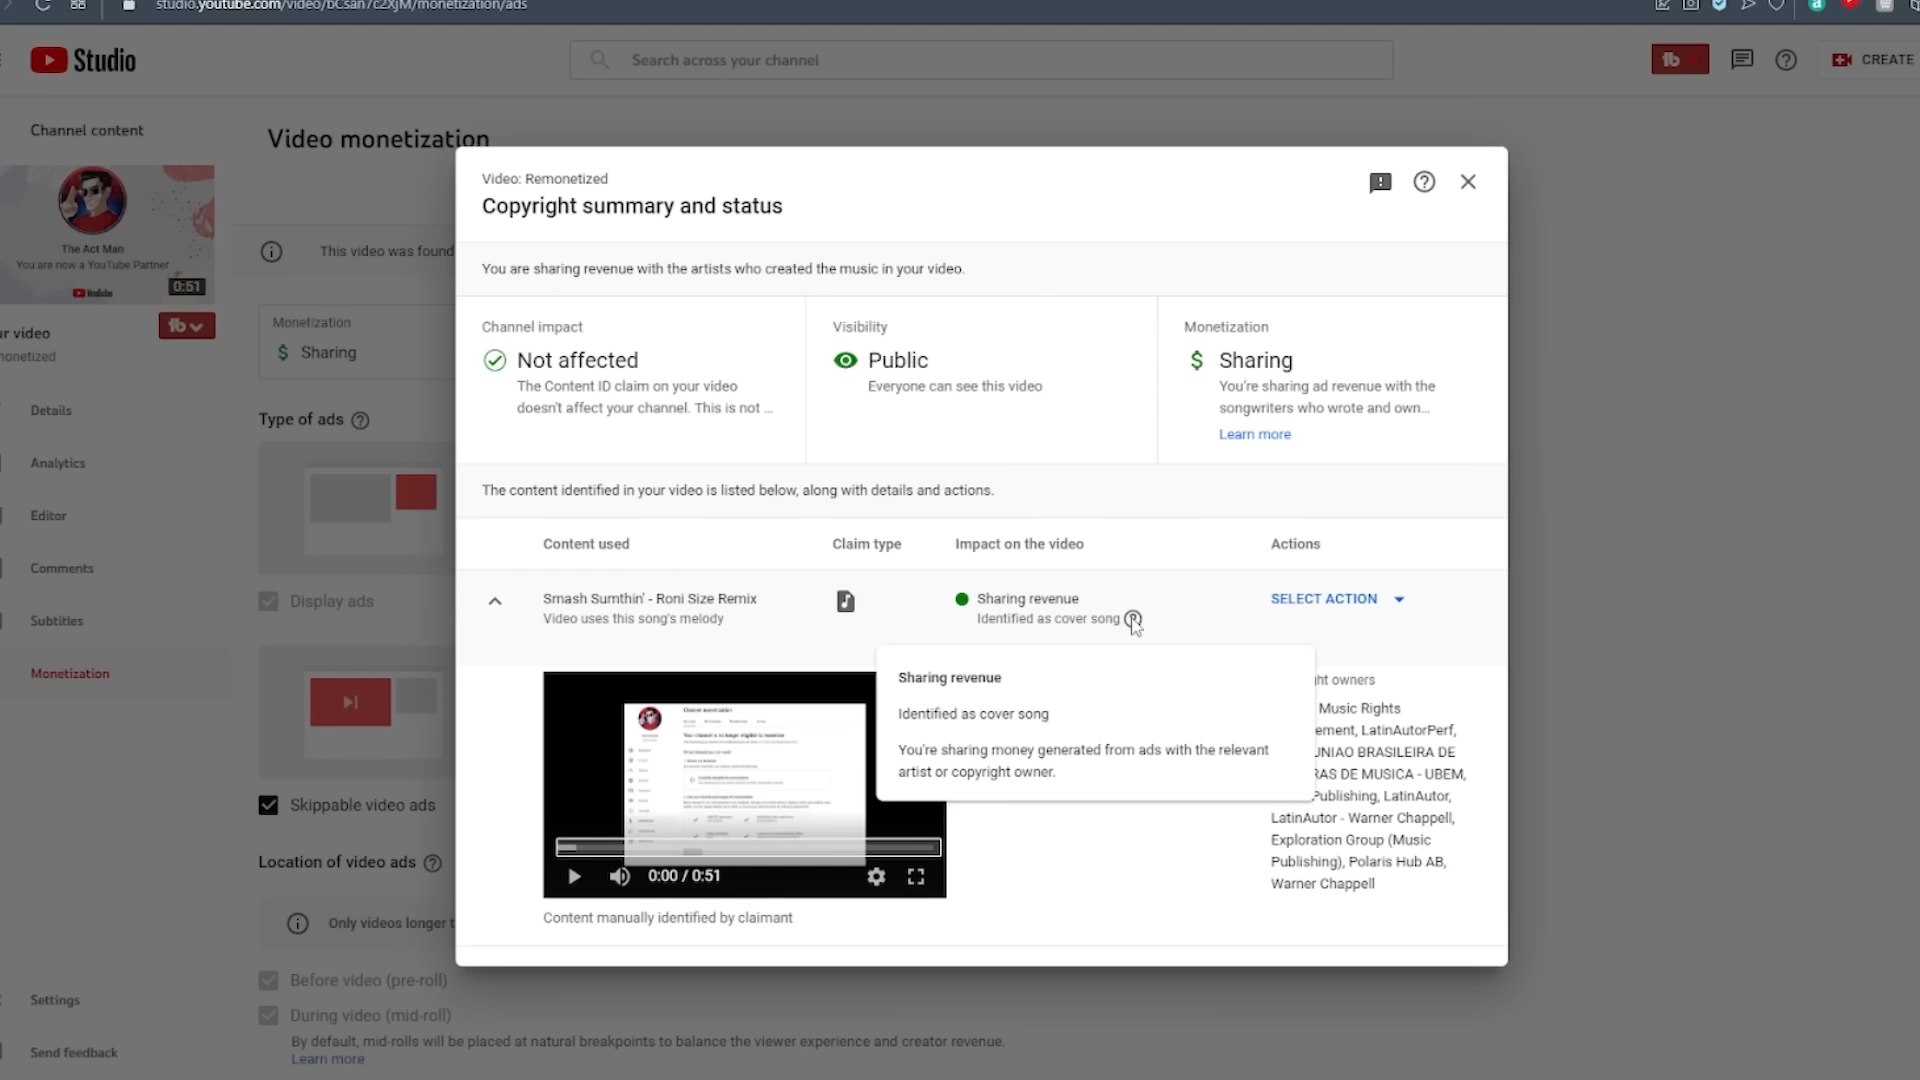 studio.youtube.com/video/bCsan7c2XjM/monetization/ads
Studio
Search across your channel
CREATE
Channel content
Video monetization
The Act Man
You are now a YouTube Partner
YouTube
0:51
video
Details
Analytics
Editor
Comments
Subtitles
Monetization
Settings
Send feedback
This video was found
Monetization
$ Sharing
Type of ads
Display ads
Skippable video ads
Location of video ads
Only videos longer
Before video (pre-roll)
During video (mid-roll)
By default, mid-rolls will be placed at natural breakpoints to balance the viewer experience and creator revenue.
Learn more
Video: Remonetized
Copyright summary and status
You are sharing revenue with the artists who created the music in your video.
Channel impact
Not affected
The Content ID claim on your video
doesn't affect your channel. This is not ...
Visibility
Public
Everyone can see this video
Monetization
$ Sharing
You're sharing ad revenue with the
songwriters who wrote and own...
Learn more
The content identified in your video is listed below, along with details and actions.
Content used
Claim type
Impact on the video
Actions
Smash Sumthin' - Roni Size Remix
Video uses this song's melody
Sharing revenue
Identified as cover song
SELECT ACTION
Sharing revenue
Identified as cover song
You're sharing money generated from ads with the relevant
artist or copyright owner.
owners
Music Rights
LatinAutorPerf,
UNIAO BRASILEIRA DE
DE MUSICA - UBEM,
Publishing, LatinAutor,
LatinAutor - Warner Chappell,
Exploration Group (Music
Publishing), Polaris Hub AB,
Warner Chappell
Channel monetization
0:00 / 0:51
Content manually identified by claimant